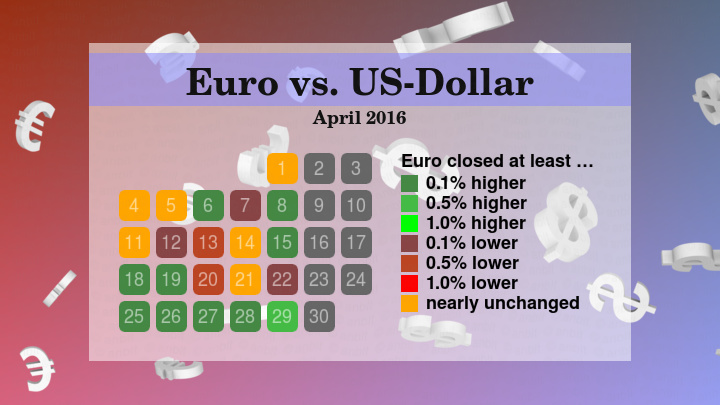 Euro vs. US-Dollar
April 2016
1 2 3
4 5 6 7 8 9 10
11 12 13 14 15 16 17
18 19 20 21 22 23 24
25 26 27 28 29 30
Euro closed at least …
0.1% higher
0.5% higher
1.0% higher
0.1% lower
0.5% lower
1.0% lower
nearly unchanged